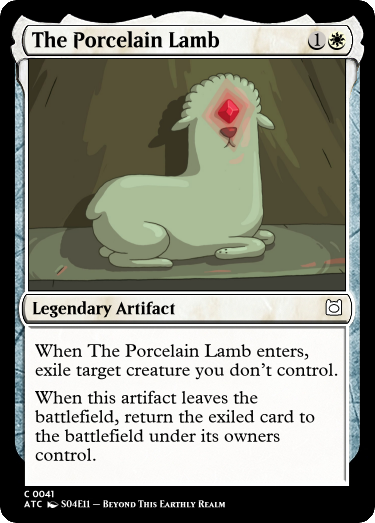 The Porcelain Lamb 1
Legendary Artifact
When The Porcelain Lamb enters,
exile target creature you don't control.
When this artifact leaves the
battlefield, return the exiled card to
the battlefield under its owners
control.
C 0041
ATC S04E11 – Beyond This Earthly Realm